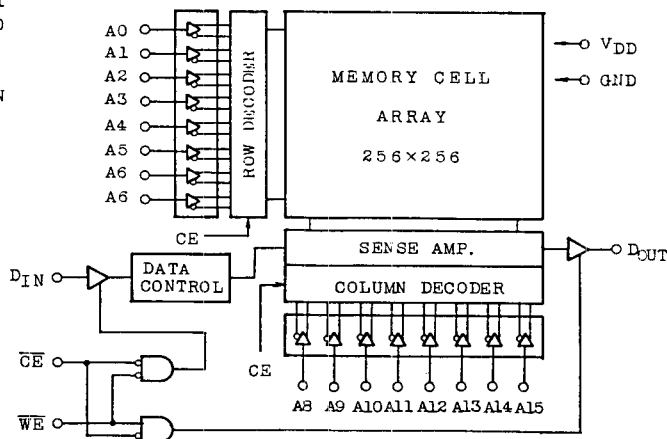 A0
A1
A2
A3
A4
A5
A6
A6
ROW DECODER
MEMORY CELL
ARRAY
256×256
VDD
GND
CE
SENSE AMP.
DOUT
DIN
DATA
CONTROL
COLUMN DECODER
CE
CE
WE
A8 A9 A10 A11 A12 A13 A14 A15